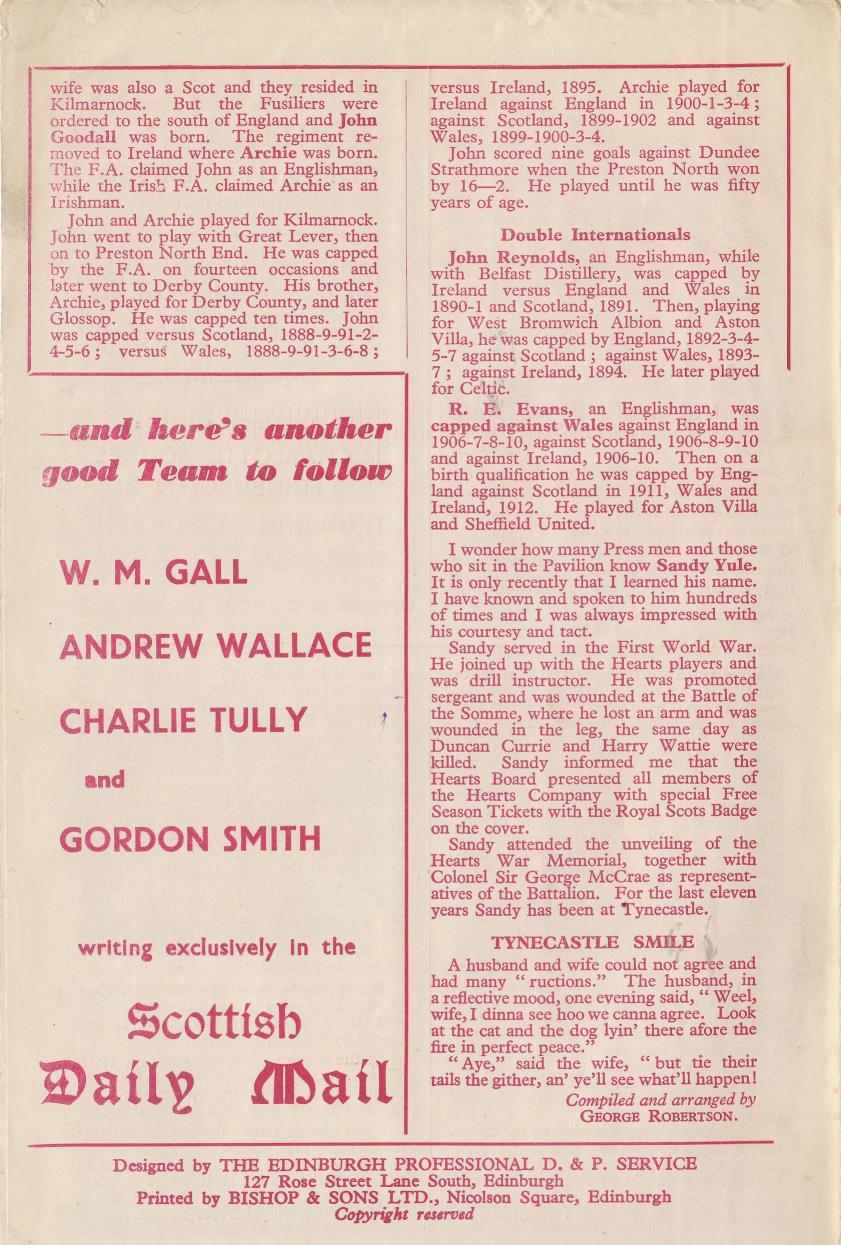 wife was also a Scot and they resided in
Kilmarnock. But the Fusiliers were
ordered to the south of England and John
Goodall was born. The regiment re-
moved to Ireland where Archie was born.
The F.A. claimed John as an Englishman,
while the Irish F.A. claimed Archie as an
Irishman.
John and Archie played for Kilmarnock.
John went to play with Great Lever, then
on to Preston North End. He was capped
by the F.A. on fourteen occasions and
later went to Derby County. His brother,
Archie, played for Derby County, and later
Glossop. He was capped ten times. John
was capped versus Scotland, 1888-9-91-2-
4-5-6 ; versus Wales, 1888-9-91-3-6-8 ;
versus Ireland, 1895. Archie played for
Ireland against England in 1900-1-3-4 ;
against Scotland, 1899-1902 and against
Wales, 1899-1900-3-4.
John scored nine goals against Dundee
Strathmore when the Preston North won
by 16—2. He played until he was fifty
years of age.
Double Internationals
John Reynolds, an Englishman, while
with Belfast Distillery, was capped by
Ireland versus England and Wales in
1890-1 and Scotland, 1891. Then, playing
for West Bromwich Albion and Aston
Villa, he was capped by England, 1892-3-4-
5-7 against Scotland ; against Wales, 1893-
7 ; against Ireland, 1894. He later played
for Celtic.
R. E. Evans, an Englishman, was
capped against Wales against England in
1906-7-8-10, against Scotland, 1906-8-9-10
and against Ireland, 1906-10. Then on a
birth qualification he was capped by Eng-
land against Scotland in 1911, Wales and
Ireland, 1912. He played for Aston Villa
and Sheffield United.
I wonder how many Press men and those
who sit in the Pavilion know Sandy Yule.
It is only recently that I learned his name.
I have known and spoken to him hundreds
of times and I was always impressed with
his courtesy and tact.
Sandy served in the First World War.
He joined up with the Hearts players and
was drill instructor. He was promoted
sergeant and was wounded at the Battle of
the Somme, where he lost an arm and was
wounded in the leg, the same day as
Duncan Currie and Harry Wattie were
killed. Sandy informed me that the
Hearts Board presented all members of
the Hearts Company with special Free
Season Tickets with the Royal Scots Badge
on the cover.
Sandy attended the unveiling of the
Hearts War Memorial, together with
Colonel Sir George McCrae as represent-
atives of the Battalion. For the last eleven
years Sandy has been at Tynecastle.
TYNECASTLE SMILE
A husband and wife could not agree and
had many “ ructions.” The husband, in
a reflective mood, one evening said, “ Weel,
wife, I dinna see hoo we canna agree. Look
at the cat and the dog lyin’ there afore the
fire in perfect peace.”
“ Aye,” said the wife, “ but tie their
tails the gither, an’ ye’ll see what’ll happen!
Compiled and arranged by
GEORGE ROBERTSON.
—and here’s another
good Team to follow
W. M. GALL
ANDREW WALLACE
CHARLIE TULLY
and
GORDON SMITH
writing exclusively in the
Scottish
Daily Mail
Designed by THE EDINBURGH PROFESSIONAL D. & P. SERVICE
127 Rose Street Lane South, Edinburgh
Printed by BISHOP & SONS LTD., Nicolson Square, Edinburgh
Copyright reserved